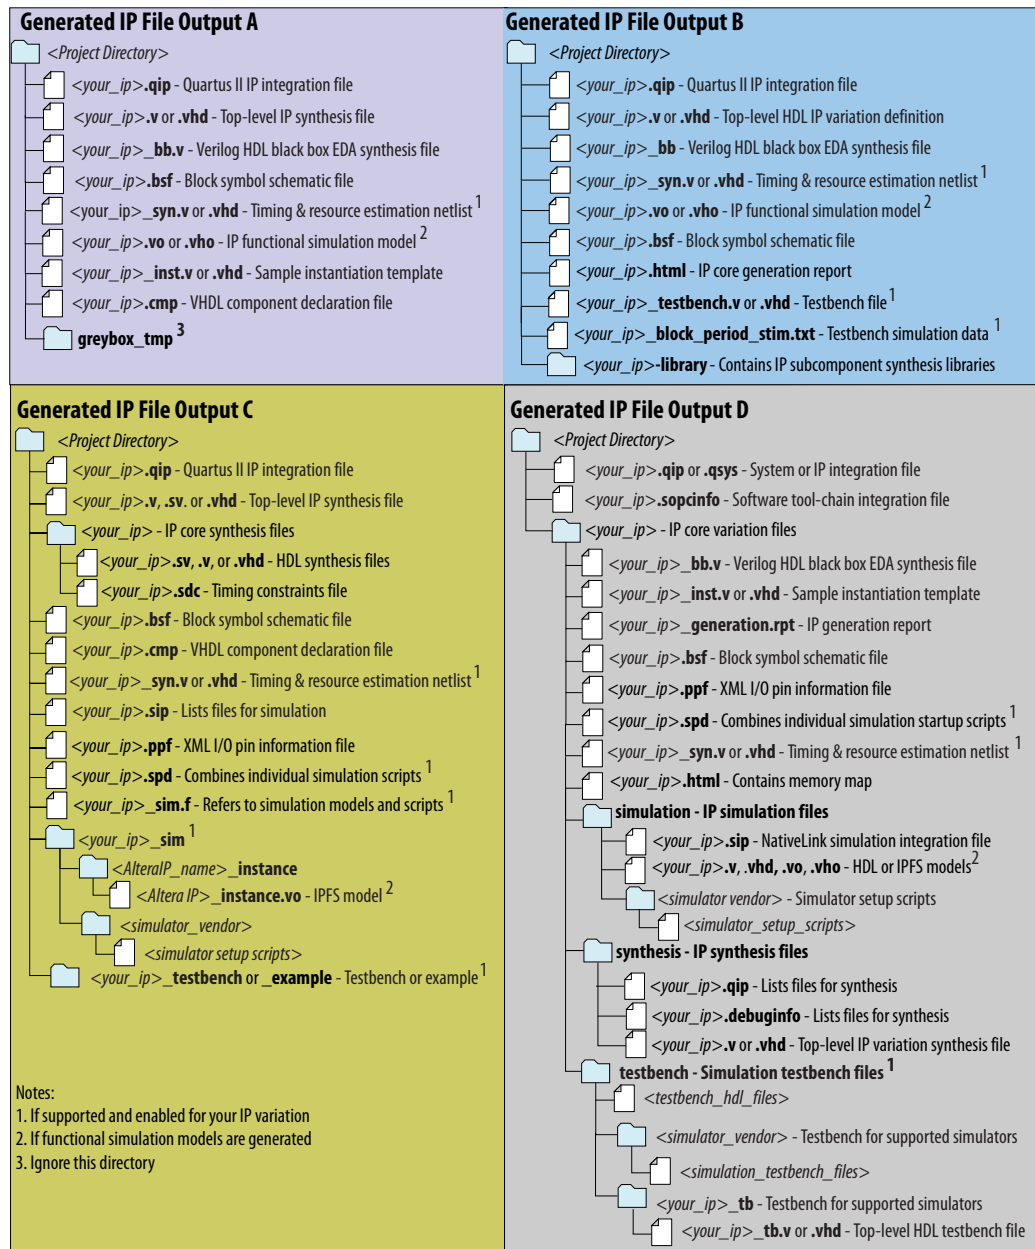 Generated IP File Output A
<Project Directory>
<your_ip>.qip - Quartus II IP integration file
<your_ip>.v or .vhd - Top-level IP synthesis file
<your_ip>_bb.v - Verilog HDL black box EDA synthesis file
<your_ip>.bsf - Block symbol schematic file
<your_ip>_syn.v or .vhd - Timing & resource estimation netlist 1
<your_ip>.vo or .vho - IP functional simulation model 2
<your_ip>_inst.v or .vhd - Sample instantiation template
<your_ip>.cmp - VHDL component declaration file
greybox_tmp 3
Generated IP File Output B
<Project Directory>
<your_ip>.qip - Quartus II IP integration file
<your_ip>.v or .vhd - Top-level HDL IP variation definition
<your_ip>_bb - Verilog HDL black box EDA synthesis file
<your_ip>_syn.v or .vhd - Timing & resource estimation netlist 1
<your_ip>.vo or .vho - IP functional simulation model 2
<your_ip>.bsf - Block symbol schematic file
<your_ip>.html - IP core generation report
<your_ip>_testbench.v or .vhd - Testbench file 1
<your_ip>_block_period_stim.txt - Testbench simulation data 1
<your_ip>-library - Contains IP subcomponent synthesis libraries
Generated IP File Output C
<Project Directory>
<your_ip>.qip - Quartus II IP integration file
<your_ip>.v, .sv. or .vhd - Top-level IP synthesis file
<your_ip> - IP core synthesis files
<your_ip>.sv, .v, or .vhd - HDL synthesis files
<your_ip>.sdc - Timing constraints file
<your_ip>.bsf - Block symbol schematic file
<your_ip>.cmp - VHDL component declaration file
<your_ip>_syn.v or .vhd - Timing & resource estimation netlist 1
<your_ip>.sip - Lists files for simulation
<your_ip>.ppf - XML I/O pin information file
<your_ip>.spd - Combines individual simulation scripts 1
<your_ip>_sim.f - Refers to simulation models and scripts 1
<your_ip>_sim 1
<AlteraIP_name>_instance
<Altera IP>_instance.vo - IPFS model 2
<simulator_vendor>
<simulator setup scripts>
<your_ip>_testbench or _example - Testbench or example 1
Notes:
1. If supported and enabled for your IP variation
2. If functional simulation models are generated
3. Ignore this directory
Generated IP File Output D
<Project Directory>
<your_ip>.qip or .qsys - System or IP integration file
<your_ip>.sopcinfo - Software tool-chain integration file
<your_ip> - IP core variation files
<your_ip>_bb.v - Verilog HDL black box EDA synthesis file
<your_ip>_inst.v or .vhd - Sample instantiation template
<your_ip>_generation.rpt - IP generation report
<your_ip>.bsf - Block symbol schematic file
<your_ip>.ppf - XML I/O pin information file
<your_ip>.spd - Combines individual simulation startup scripts 1
<your_ip>_syn.v or .vhd - Timing & resource estimation netlist 1
<your_ip>.html - Contains memory map
simulation - IP simulation files
<your_ip>.sip - NativeLink simulation integration file
<your_ip>.v, .vhd, .vo, .vho - HDL or IPFS models 2
<simulator vendor> - Simulator setup scripts
<simulator_setup_scripts>
synthesis - IP synthesis files
<your_ip>.qip - Lists files for synthesis
<your_ip>.debuginfo - Lists files for synthesis
<your_ip>.v or .vhd - Top-level IP variation synthesis file
testbench - Simulation testbench files 1
<testbench_hdl_files>
<simulator_vendor> - Testbench for supported simulators
<simulation_testbench_files>
<your_ip>_tb - Testbench for supported simulators
<your_ip>_tb.v or .vhd - Top-level HDL testbench file